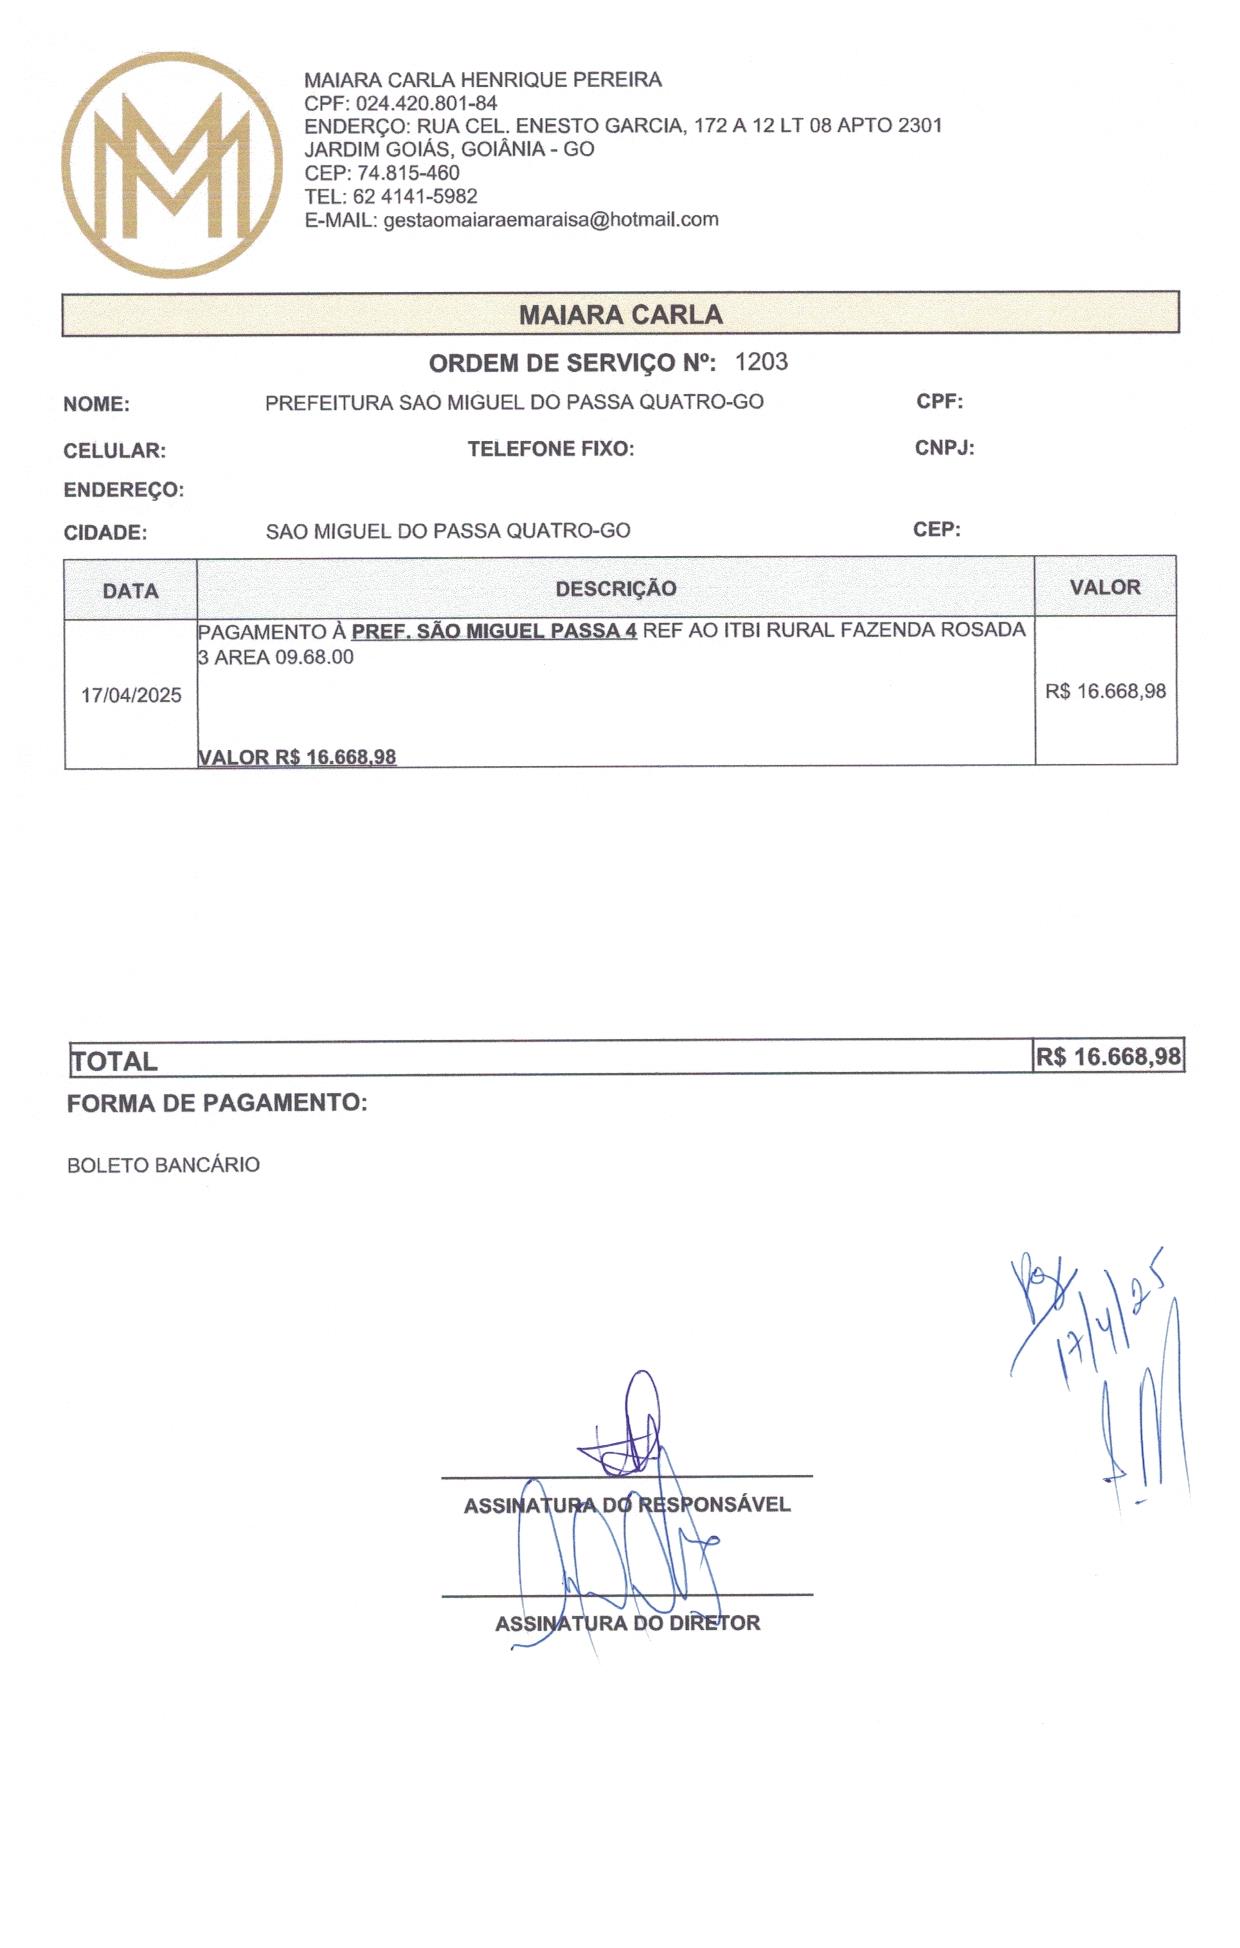 MAIARA CARLA HENRIQUE PEREIRA
CPF: 024.420.801-84
ENDERÇO: RUA CEL. ENESTO GARCIA, 172 A 12 LT 08 APTO 2301
JARDIM GOIÁS, GOIÂNIA - GO
CEP: 74.815-460
TEL: 62 4141-5982
E-MAIL: gestaomaiaraemaraisa@hotmail.com
MAIARA CARLA
ORDEM DE SERVIÇO Nº: 1203
NOME: PREFEITURA SAO MIGUEL DO PASSA QUATRO-GO CPF:
CELULAR: TELEFONE FIXO: CNPJ:
ENDEREÇO:
CIDADE: SAO MIGUEL DO PASSA QUATRO-GO CEP:
DATA DESCRIÇÃO VALOR
PAGAMENTO À PREF. SÃO MIGUEL PASSA 4 REF AO ITBI RURAL FAZENDA ROSADA
3 AREA 09.68.00
17/04/2025 R$ 16.668,98
VALOR R$ 16.668,98
TOTAL R$ 16.668,98
FORMA DE PAGAMENTO:
BOLETO BANCÁRIO
17/4/25
ASSINATURA DO RESPONSÁVEL
ASSINATURA DO DIRETOR